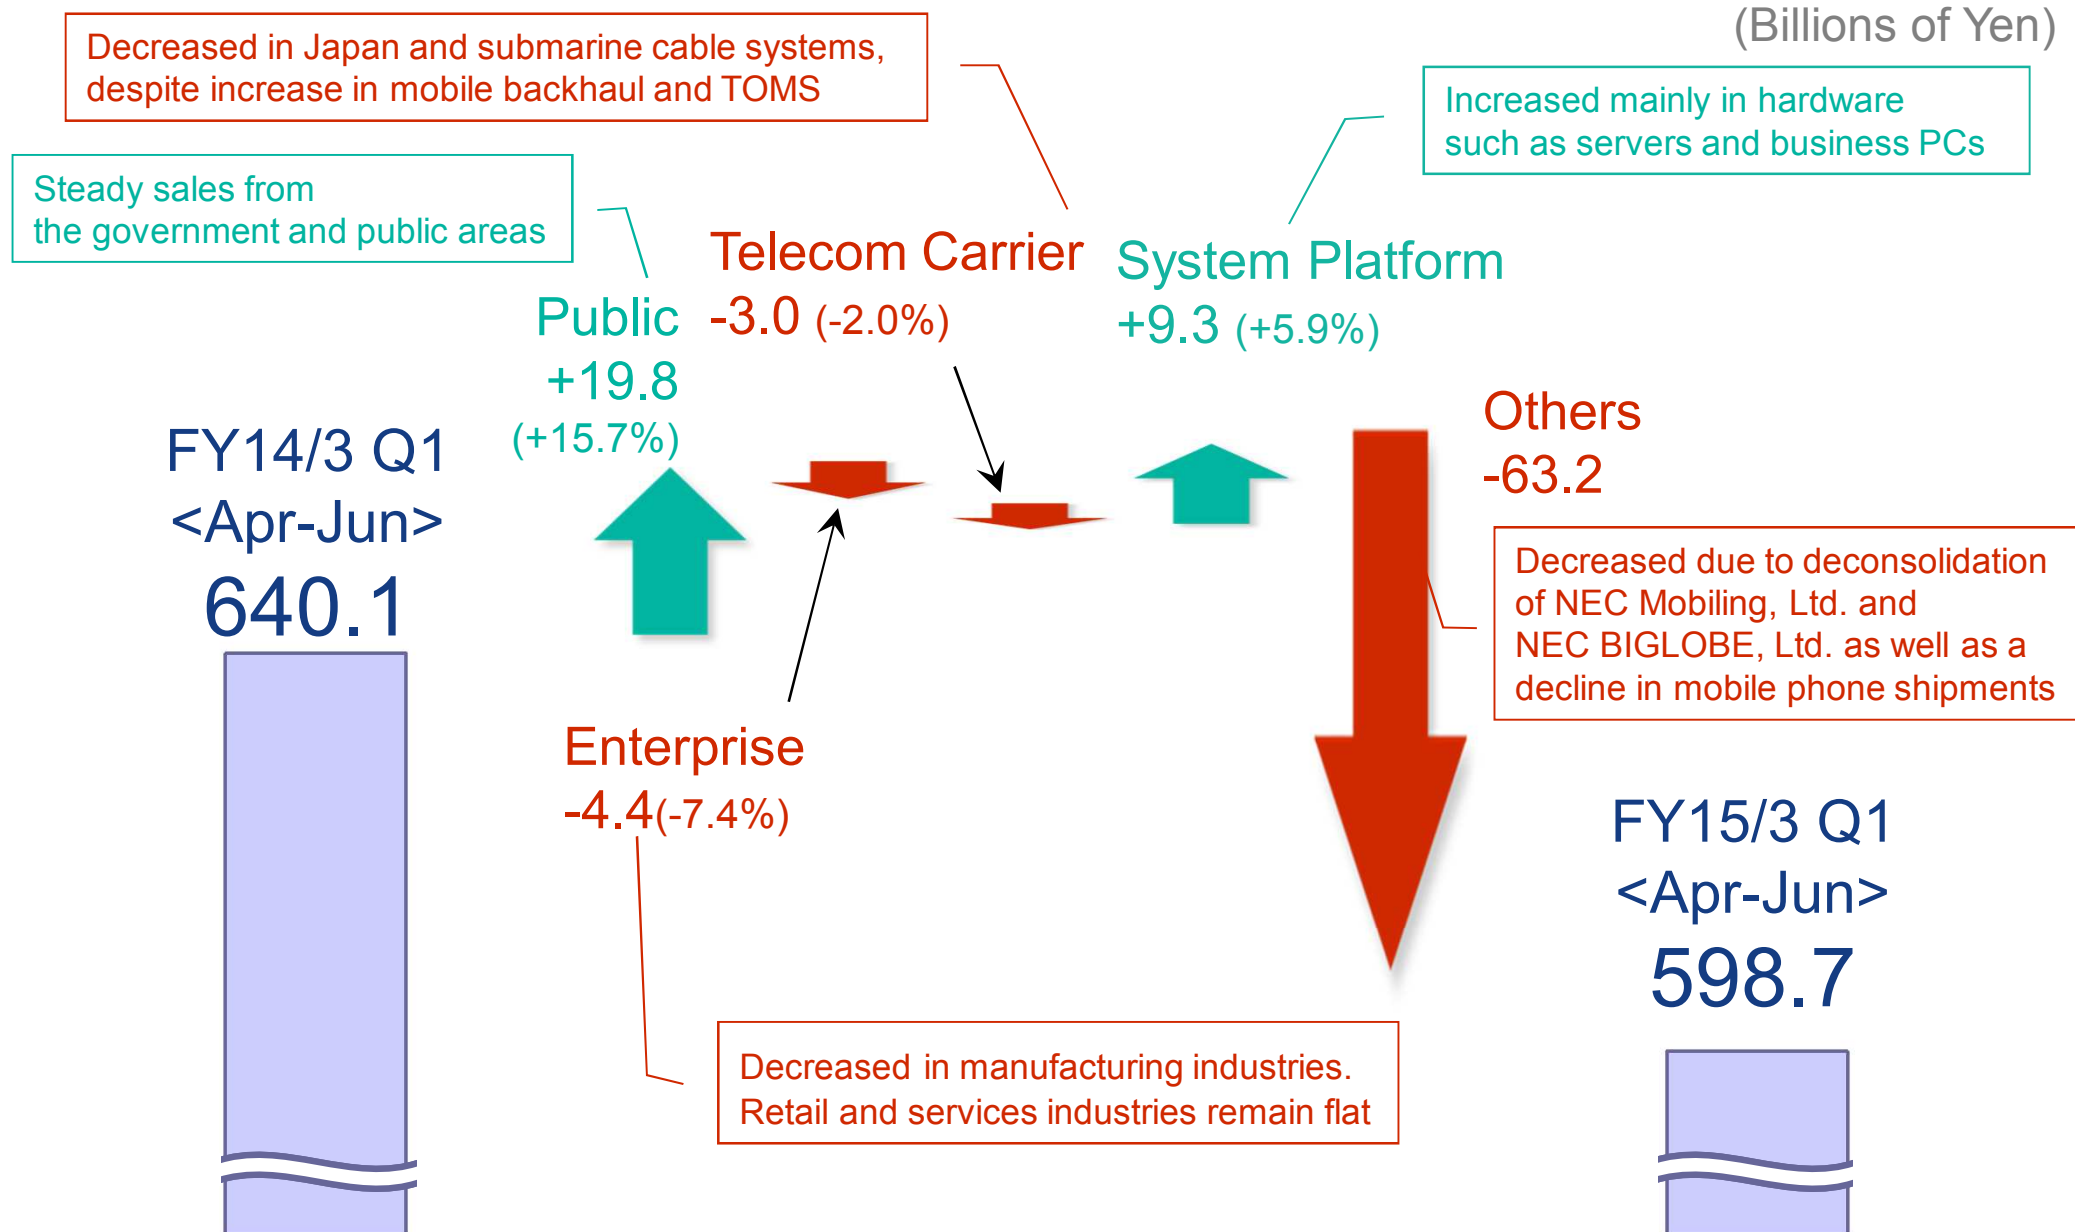 (Billions of Yen)
Decreased in Japan and submarine cable systems,
despite increase in mobile backhaul and TOMS
Increased mainly in hardware
such as servers and business PCs
Steady sales from
the government and public areas
Telecom Carrier
-3.0 (-2.0%)
System Platform
+9.3 (+5.9%)
Public
+19.8
(+15.7%)
Others
-63.2
FY14/3 Q1
<Apr-Jun>
640.1
Decreased due to deconsolidation
of NEC Mobiling, Ltd. and
NEC BIGLOBE, Ltd. as well as a
decline in mobile phone shipments
Enterprise
-4.4(-7.4%)
FY15/3 Q1
<Apr-Jun>
598.7
Decreased in manufacturing industries.
Retail and services industries remain flat